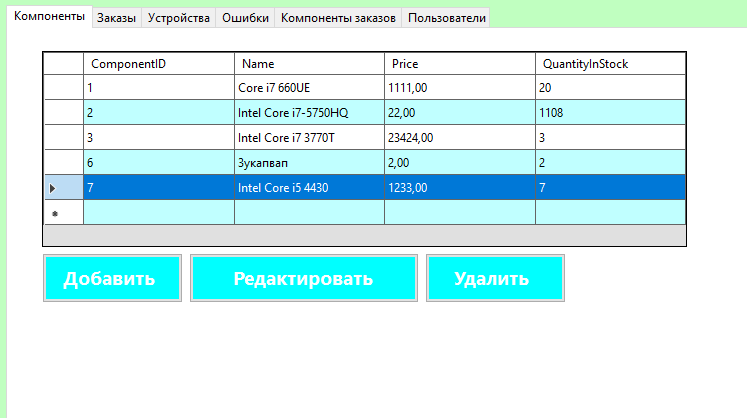 Компоненты Заказы Устройства Ошибки Компоненты заказов Пользователи
ComponentID Name Price QuantityInStock
1 Core i7 660UE 1111,00 20
2 Intel Core i7-5750HQ 22,00 1108
3 Intel Core i7 3770T 23424,00 3
6 Зукапвап 2,00 2
7 Intel Core i5 4430 1233,00 7
Добавить Редактировать Удалить